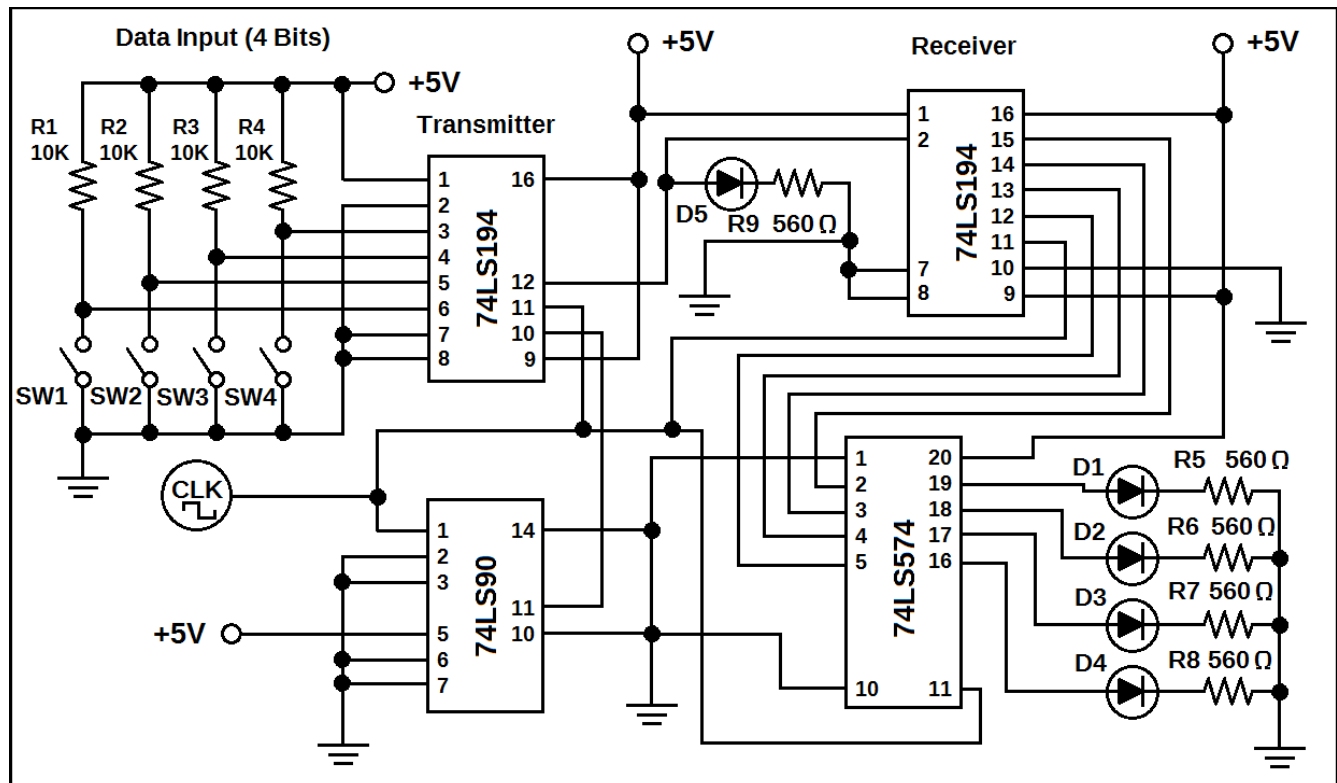 Data Input (4 Bits)
+5V
+5V
Receiver
+5V
R1
10K
R2
10K
R3
10K
R4
10K
Transmitter
1
2
3
4
5
6
7
8
74LS194
16
12
11
10
9
D5
R9 560 Ω
1
2
7
8
74LS194
16
15
14
13
12
11
10
9
SW1
SW2
SW3
SW4
CLK
+5V
1
2
3
5
6
7
74LS90
14
11
10
1
2
3
4
5
10
74LS574
20
19
18
17
16
11
D1
R5 560 Ω
D2
R6 560 Ω
D3
R7 560 Ω
D4
R8 560 Ω